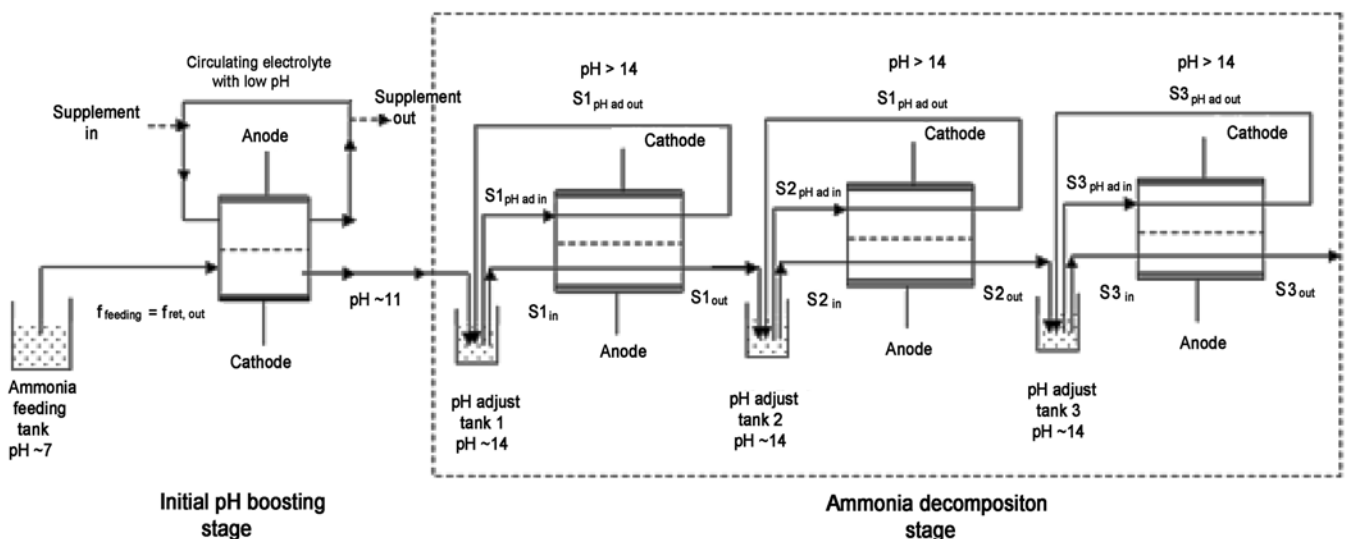 Circulating electrolyte
with low pH
Supplement
in
Supplement
out
Anode
Cathode
f feeding = f ret, out
pH ~11
Ammonia
feeding
tank
pH ~7
Initial pH boosting
stage
pH > 14
S1 pH ad out
Cathode
S1 pH ad in
S1 in
S1 out
Anode
pH adjust
tank 1
pH ~14
pH > 14
S1 pH ad out
Cathode
S2 pH ad in
S2 in
S2 out
Anode
pH adjust
tank 2
pH ~14
pH > 14
S3 pH ad out
Cathode
S3 pH ad in
S3 in
S3 out
Anode
pH adjust
tank 3
pH ~14
Ammonia decompositon
stage